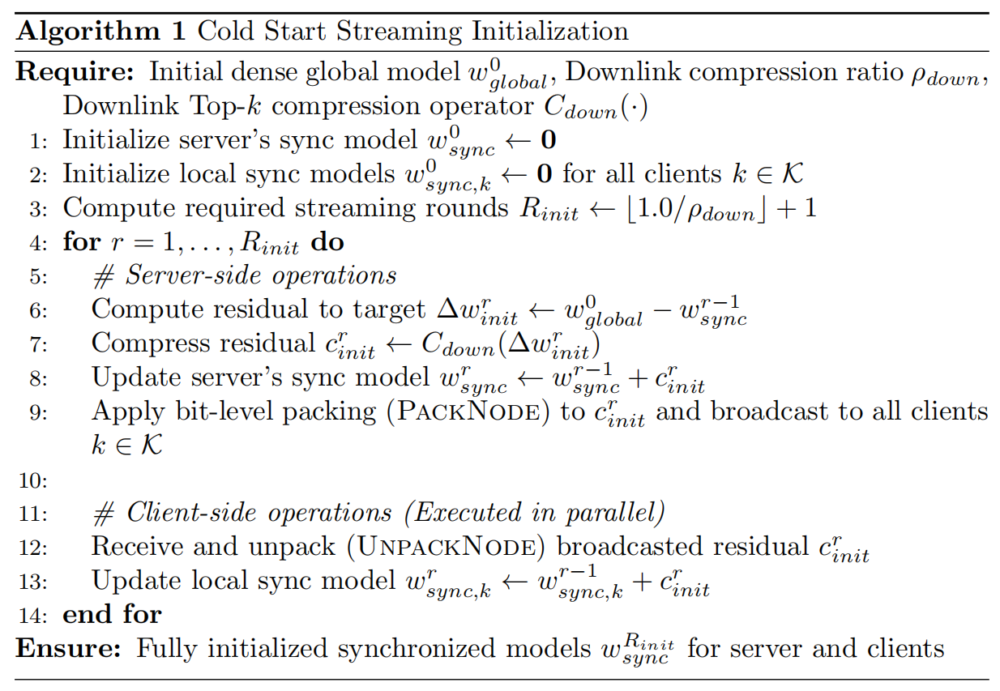 Algorithm 1 Cold Start Streaming Initialization
Require: Initial dense global model $w^0_{global}$, Downlink compression ratio $\rho_{down}$,
Downlink Top-$k$ compression operator $C_{down}(\cdot)$
1: Initialize server's sync model $w^0_{sync} \leftarrow \mathbf{0}$
2: Initialize local sync models $w^0_{sync,k} \leftarrow \mathbf{0}$ for all clients $k \in \mathcal{K}$
3: Compute required streaming rounds $R_{init} \leftarrow \lfloor 1.0/\rho_{down} \rfloor + 1$
4: for $r = 1, \ldots, R_{init}$ do
5: # Server-side operations
6: Compute residual to target $\Delta w^r_{init} \leftarrow w^0_{global} - w^{r-1}_{sync}$
7: Compress residual $c^r_{init} \leftarrow C_{down}(\Delta w^r_{init})$
8: Update server's sync model $w^r_{sync} \leftarrow w^{r-1}_{sync} + c^r_{init}$
9: Apply bit-level packing (PACKNODE) to $c^r_{init}$ and broadcast to all clients
$k \in \mathcal{K}$
10:
11: # Client-side operations (Executed in parallel)
12: Receive and unpack (UNPACKNODE) broadcasted residual $c^r_{init}$
13: Update local sync model $w^r_{sync,k} \leftarrow w^{r-1}_{sync,k} + c^r_{init}$
14: end for
Ensure: Fully initialized synchronized models $w^{R_{init}}_{sync}$ for server and clients